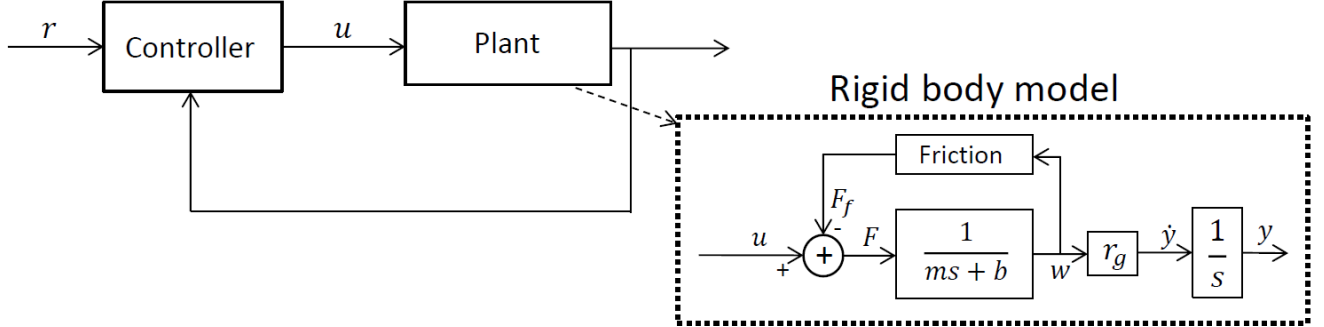 r
Controller
u
Plant
Rigid body model
Friction
F_f
-
u
+
+
F
1
ms + b
w
r_g
ẏ
1
s
y